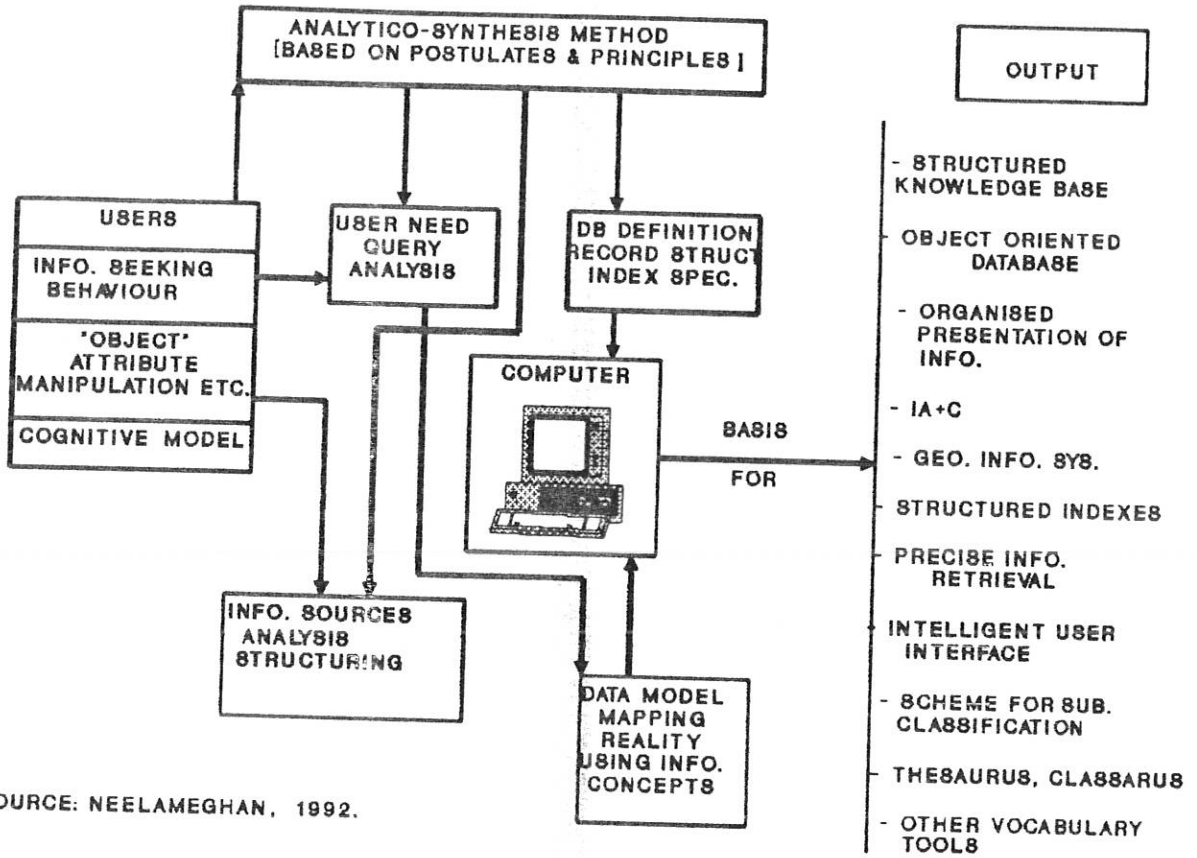 ANALYTICO-SYNTHESIS METHOD
[BASED ON POSTULATES & PRINCIPLES]
OUTPUT
USERS
INFO. SEEKING
BEHAVIOUR
"OBJECT"
ATTRIBUTE
MANIPULATION ETC.
COGNITIVE MODEL
USER NEED
QUERY
ANALYSIS
DB DEFINITION
RECORD STRUCT
INDEX SPEC.
COMPUTER
BASIS
FOR
INFO. SOURCES
ANALYSIS
STRUCTURING
DATA MODEL
MAPPING
REALITY
USING INFO.
CONCEPTS
- STRUCTURED
KNOWLEDGE BASE
- OBJECT ORIENTED
DATABASE
- ORGANISED
PRESENTATION OF
INFO.
- IA+C
- GEO. INFO. SYS.
- STRUCTURED INDEXES
- PRECISE INFO.
RETRIEVAL
- INTELLIGENT USER
INTERFACE
- SCHEME FOR SUB.
CLASSIFICATION
- THESAURUS, CLASSARUS
- OTHER VOCABULARY
TOOLS
OURCE: NEELAMEGHAN, 1992.